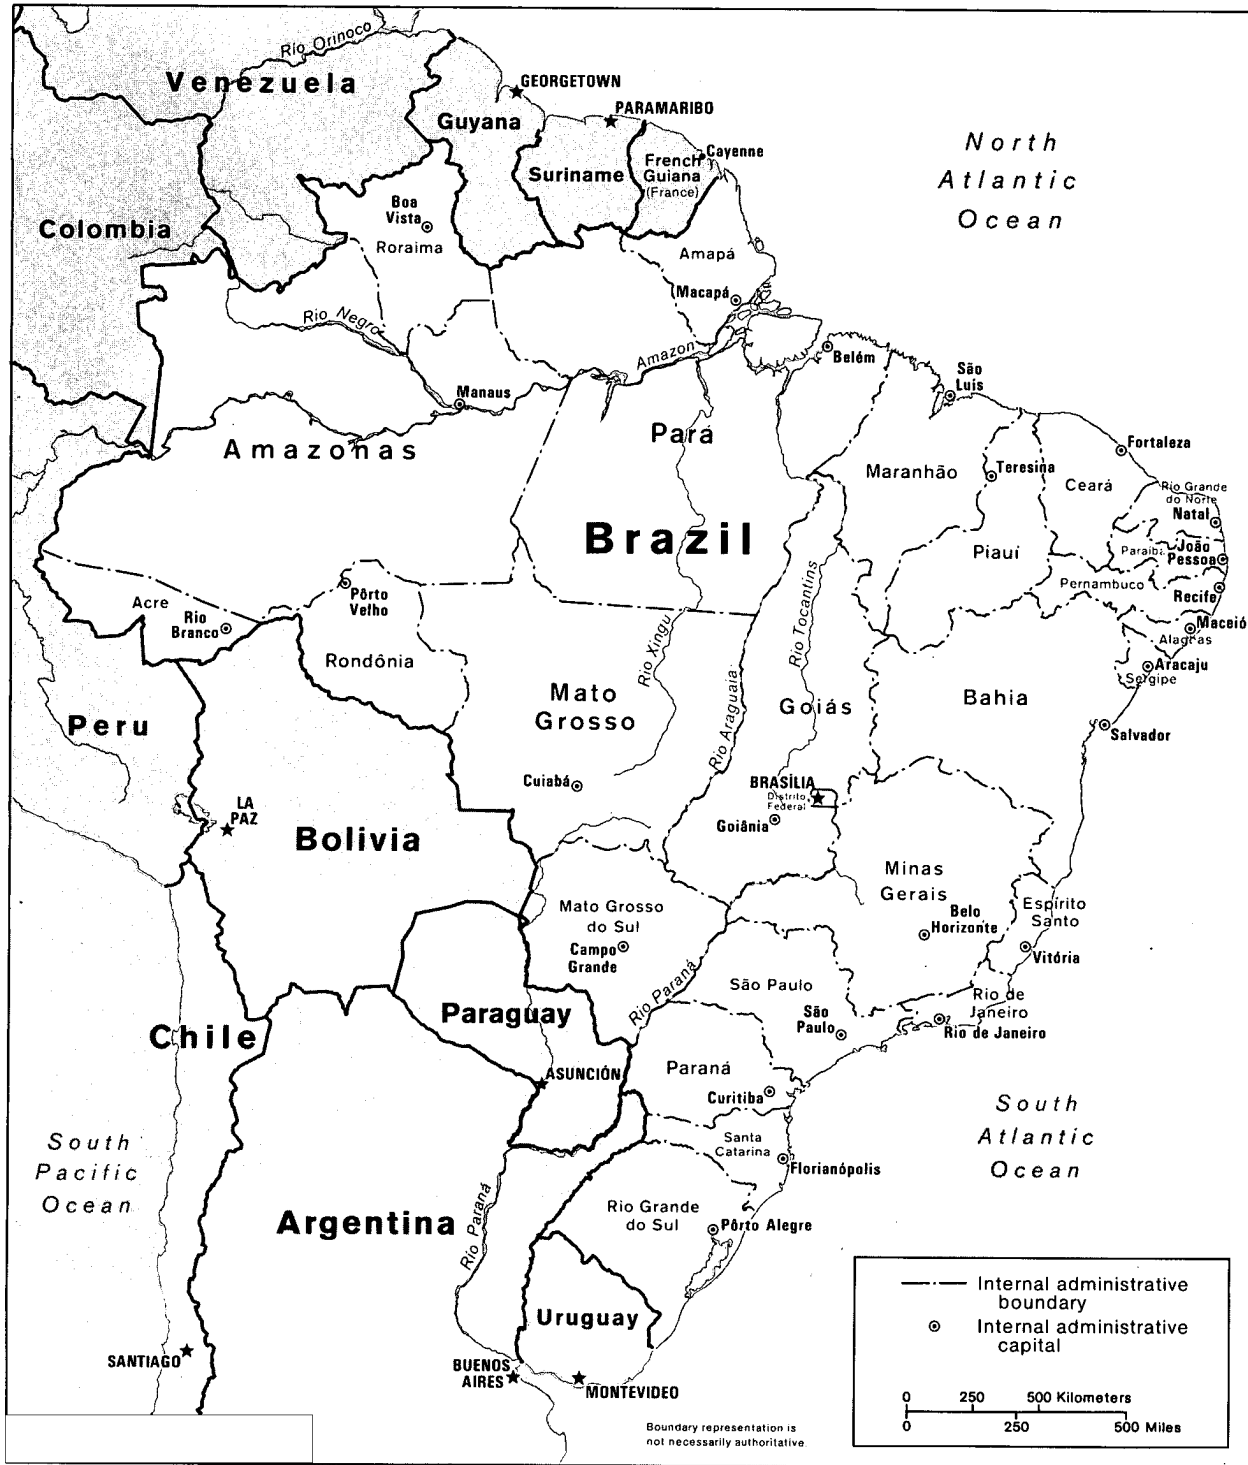 Río Orinoco
Venezuela
GEORGETOWN
Guyana
PARAMARIBO
Suriname
French
Guiana
(France)
Cayenne
North
Atlantic
Ocean
Colombia
Boa
Vista
Roraima
Amapá
Macapá
Rio Negro
Amazon
Belém
São
Luis
Manaus
Amazonas
Pará
Maranhão
Teresina
Ceará
Fortaleza
Rio Grande
do Norte
Natal
Brazil
Piauí
Paraíba
João
Pessoa
Pernambuco
Recife
Acre
Rio
Branco
Pôrto
Velho
Rondônia
Rio Xingu
Rio Araguaia
Rio Tocantins
Maceió
Alagoas
Aracaju
Sergipe
Peru
Mato
Grosso
Goiás
Bahia
Salvador
Cuiabá
BRASÍLIA
Distrito
Federal
Goiânia
LA
PAZ
Bolivia
Minas
Gerais
Belo
Horizonte
Espírito
Santo
Vitória
Mato Grosso
do Sul
Campo
Grande
Rio Paraná
São Paulo
São
Paulo
Rio de
Janeiro
Rio de Janeiro
Chile
Paraguay
ASUNCIÓN
Paraná
Curitiba
South
Pacific
Ocean
Santa
Catarina
Florianópolis
South
Atlantic
Ocean
Argentina
Río Paraná
Rio Grande
do Sul
Pôrto Alegre
Uruguay
SANTIAGO
BUENOS
AIRES
MONTEVIDEO
Internal administrative
boundary
Internal administrative
capital
0 250 500 Kilometers
0 250 500 Miles
Boundary representation is
not necessarily authoritative